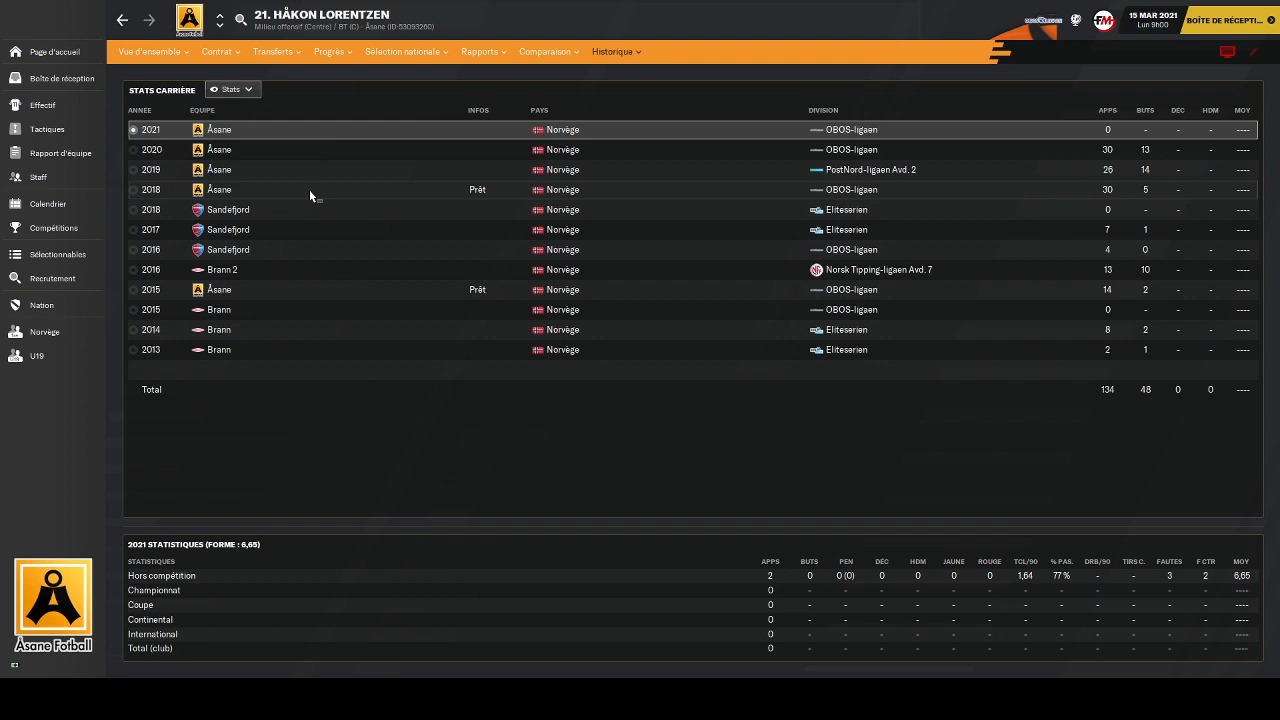 21. HÅKON LORENTZEN
Milieu offensif (Centre) / BT (C) - Åsane (ID:53093260)
15 MAR 2021
Lun 9h00
BOÎTE DE RÉCEPTI...
Page d'accueil
Vue d'ensemble Contrat Transferts Progrès Sélection nationale Rapports Comparaison Historique
Boîte de réception
Effectif
Tactiques
Rapport d'équipe
Staff
Calendrier
Compétitions
Sélectionnables
Recrutement
Nation
Norvège
U19
STATS CARRIÈRE Stats
ANNÉE ÉQUIPE INFOS PAYS DIVISION APPS BUTS DEC HDM MOY
2021 Åsane Norvège OBOS-ligaen 0 - - - ----
2020 Åsane Norvège OBOS-ligaen 30 13 - - ----
2019 Åsane Norvège PostNord-ligaen Avd. 2 26 14 - - ----
2018 Åsane Prêt Norvège OBOS-ligaen 30 5 - - ----
2018 Sandefjord Norvège Eliteserien 0 - - - ----
2017 Sandefjord Norvège Eliteserien 7 1 - - ----
2016 Sandefjord Norvège OBOS-ligaen 4 0 - - ----
2016 Brann 2 Norvège Norsk Tipping-ligaen Avd. 7 13 10 - - ----
2015 Åsane Prêt Norvège OBOS-ligaen 14 2 - - ----
2015 Brann Norvège OBOS-ligaen 0 - - - ----
2014 Brann Norvège Eliteserien 8 2 - - ----
2013 Brann Norvège Eliteserien 2 1 - - ----
Total 134 48 0 0 ----
2021 STATISTIQUES (FORME : 6,65)
STATISTIQUES APPS BUTS PEN DÉC HDM JAUNE ROUGE TCL/90 % PAS. DRB/90 TIRS C. FAUTES F CTR MOY
Hors compétition 2 0 0 (0) 0 0 0 0 1,64 77 % - - 3 2 6,65
Championnat 0 - - - - - - - - - - - - ----
Coupe 0 - - - - - - - - - - - - ----
Continental 0 - - - - - - - - - - - - ----
International 0 - - - - - - - - - - - - ----
Total (club) 0 - - - - - - - - - - - - ----
Åsane Fotball